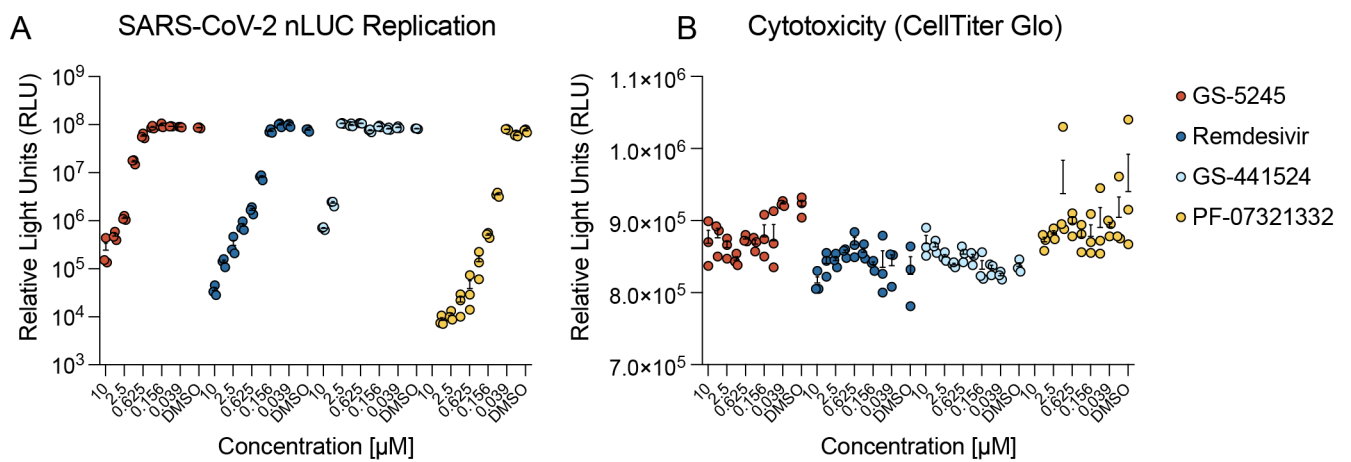 A
SARS-CoV-2 nLUC Replication
Relative Light Units (RLU)
10⁹
10⁸
10⁷
10⁶
10⁵
10⁴
10³
10 2.5 0.625 0.156 0.039 DMSO 10 2.5 0.625 0.156 0.039 DMSO 10 2.5 0.625 0.156 0.039 DMSO 10 2.5 0.625 0.156 0.039 DMSO
Concentration [µM]
B
Cytotoxicity (CellTiter Glo)
Relative Light Units (RLU)
1.1×10⁶
1.0×10⁶
9.0×10⁵
8.0×10⁵
7.0×10⁵
10 2.5 0.625 0.156 0.039 DMSO 10 2.5 0.625 0.156 0.039 DMSO 10 2.5 0.625 0.156 0.039 DMSO 10 2.5 0.625 0.156 0.039 DMSO
Concentration [µM]
GS-5245
Remdesivir
GS-441524
PF-07321332